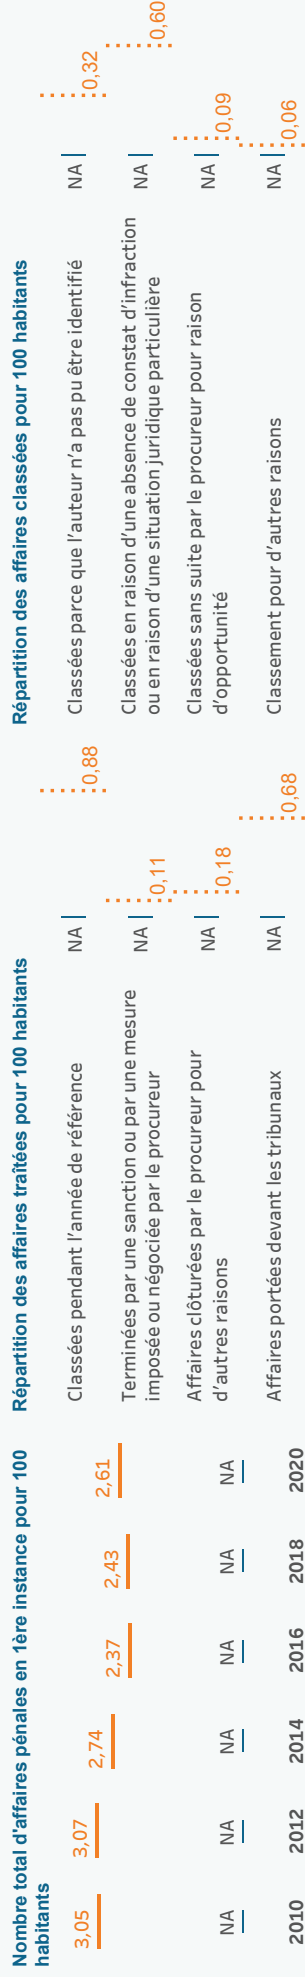 Nombre total d'affaires pénales en 1ère instance pour 100
habitants
3,05
3,07
2,74
2,37
2,43
2,61
NA
NA
NA
NA
NA
NA
2010
2012
2014
2016
2018
2020
Répartition des affaires traîtées pour 100 habitants
Classées pendant l'année de référence
NA
0,88
Terminées par une sanction ou par une mesure
imposée ou négociée par le procureur
NA
0,11
Affaires clôturées par le procureur pour
d'autres raisons
NA
0,18
Affaires portées devant les tribunaux
NA
0,68
Répartition des affaires classées pour 100 habitants
Classées parce que l'auteur n'a pas pu être identifié
NA
0,32
Classées en raison d'une absence de constat d'infraction
ou en raison d'une situation juridique particulière
NA
0,60
Classées sans suite par le procureur pour raison
d'opportunité
NA
0,09
Classement pour d'autres raisons
NA
0,06